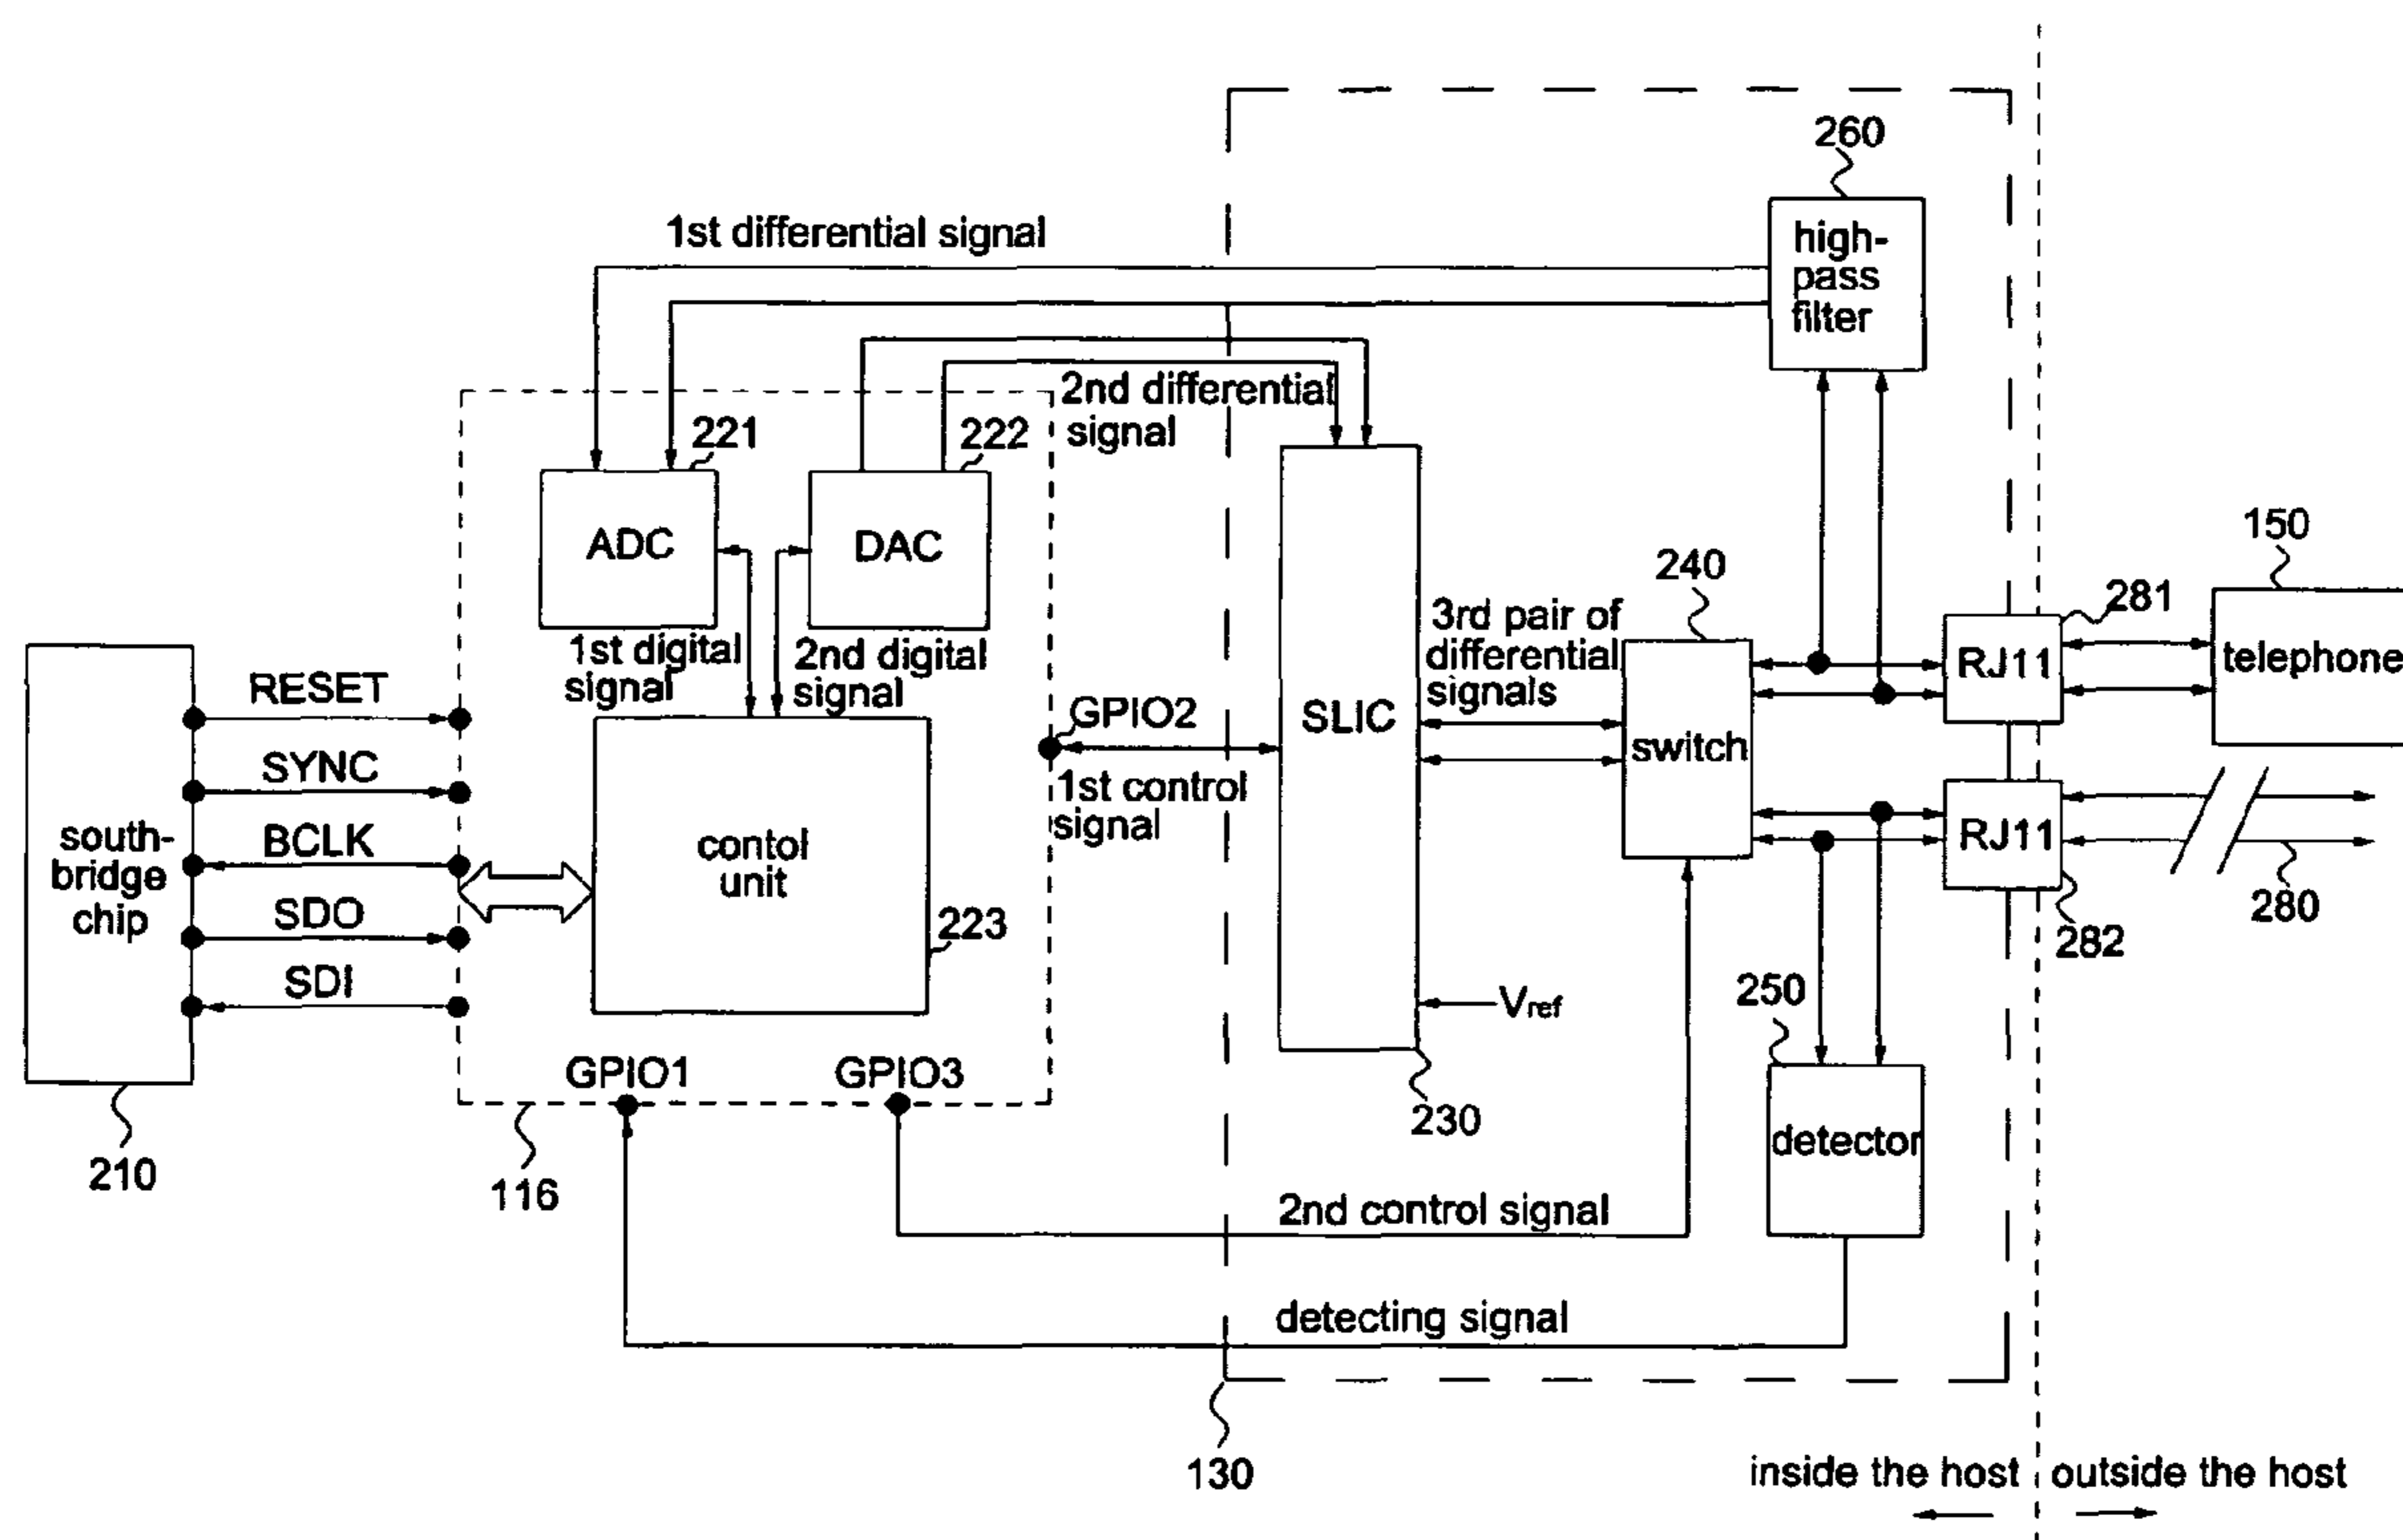 260
high-
pass
filter
1st differential signal
2nd differential
signal
221
222
ADC
DAC
150
240
281
3rd pair of
differential
signals
1st digital
signal
2nd digital
signal
RJ11
telephone
RESET
GPIO2
SLIC
switch
SYNC
1st control
signal
south-
bridge
chip
BCLK
contol
unit
RJ11
SDO
223
280
282
SDI
250
Vref
GPIO1
GPIO3
230
detector
210
116
2nd control signal
detecting signal
130
inside the host
outside the host